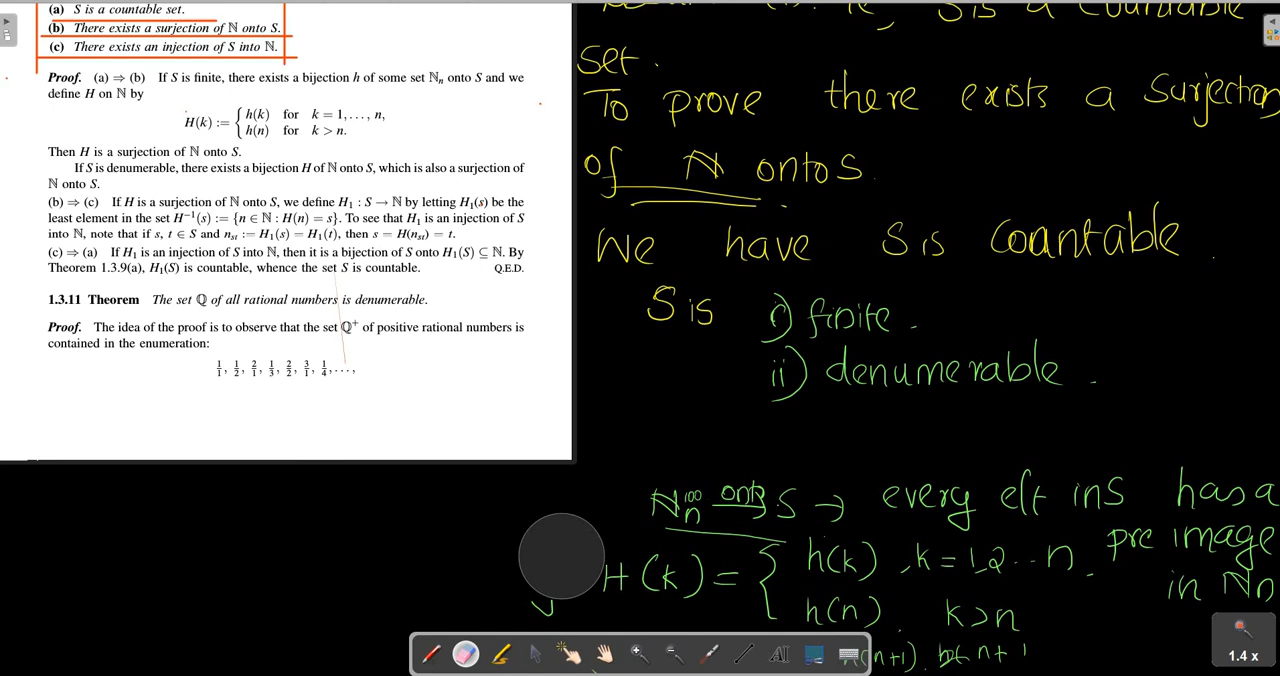 (a) S is a countable set.
(b) There exists a surjection of ℕ onto S.
(c) There exists an injection of S into ℕ.
Proof. (a) ⇒ (b) If S is finite, there exists a bijection h of some set ℕₙ onto S and we
define H on ℕ by
H(k) := { h(k) for k = 1, . . . , n,
h(n) for k > n.
Then H is a surjection of ℕ onto S.
If S is denumerable, there exists a bijection H of ℕ onto S, which is also a surjection of
ℕ onto S.
(b) ⇒ (c) If H is a surjection of ℕ onto S, we define H₁ : S → ℕ by letting H₁(s) be the
least element in the set H⁻¹(s) := {n ∈ ℕ : H(n) = s}. To see that H₁ is an injection of S
into ℕ, note that if s, t ∈ S and nₛₜ := H₁(s) = H₁(t), then s = H(nₛₜ) = t.
(c) ⇒ (a) If H₁ is an injection of S into ℕ, then it is a bijection of S onto H₁(S) ⊆ ℕ. By
Theorem 1.3.9(a), H₁(S) is countable, whence the set S is countable. Q.E.D.
1.3.11 Theorem The set ℚ of all rational numbers is denumerable.
Proof. The idea of the proof is to observe that the set ℚ⁺ of positive rational numbers is
contained in the enumeration:
1/1, 1/2, 2/1, 1/3, 2/2, 3/1, 1/4, . . . ,
S is a countable
set.
To prove there exists a surjection
of ℕ onto S.
We have S is countable.
S is i) finite.
ii) denumerable.
ℕₙ 100 onto S → every elt in S has a
pre image
in ℕn
H(k) = { h(k), k = 1,2...n.
h(n). k>n
(n+1). n+1
AI
1.4 x